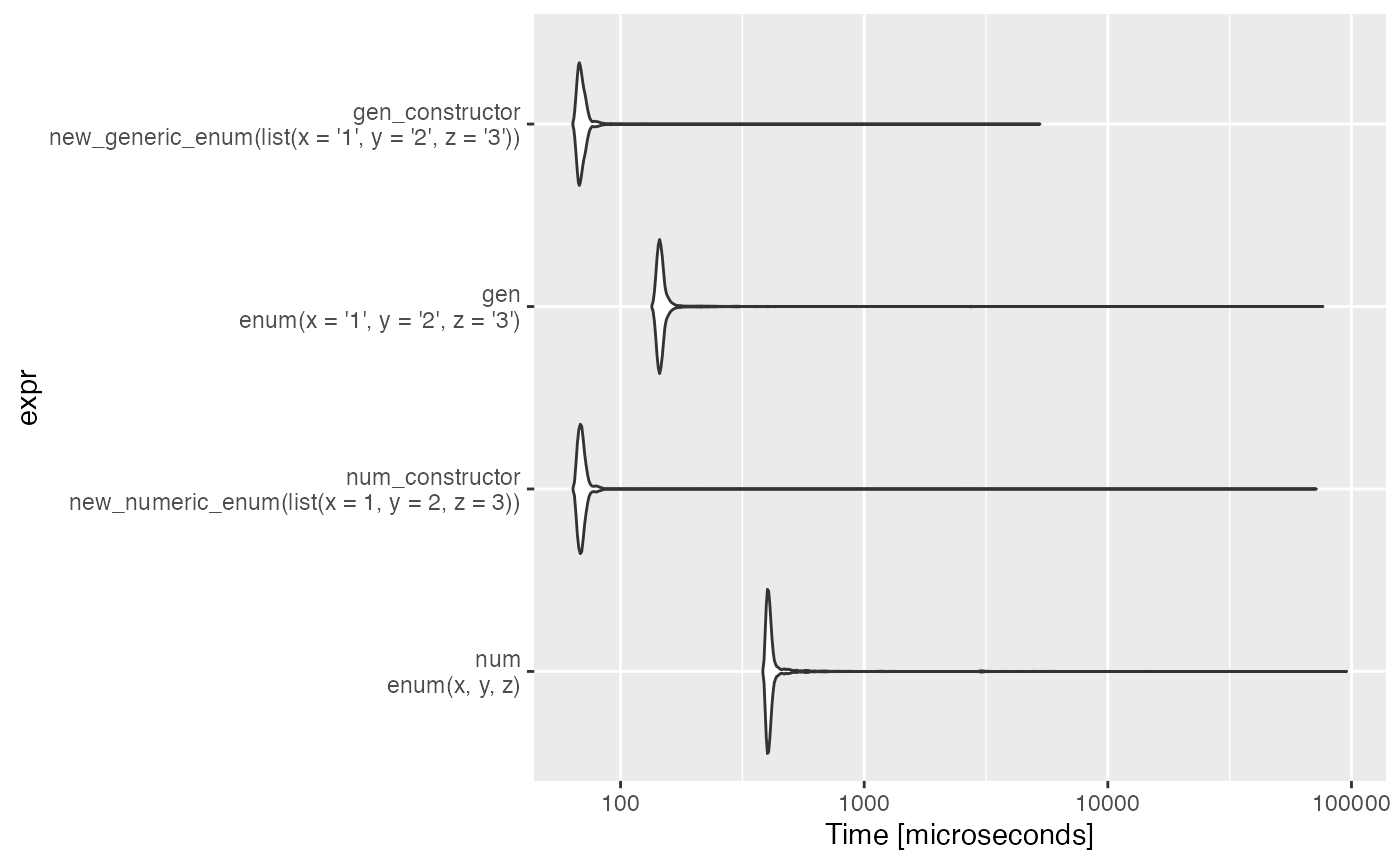 gen_constructor
new_generic_enum(list(x = '1', y = '2', z = '3'))
gen
enum(x = '1', y = '2', z = '3')
expr
num_constructor
new_numeric_enum(list(x = 1, y = 2, z = 3))
num
enum(x, y, z)
100 1000 10000 100000
Time [microseconds]